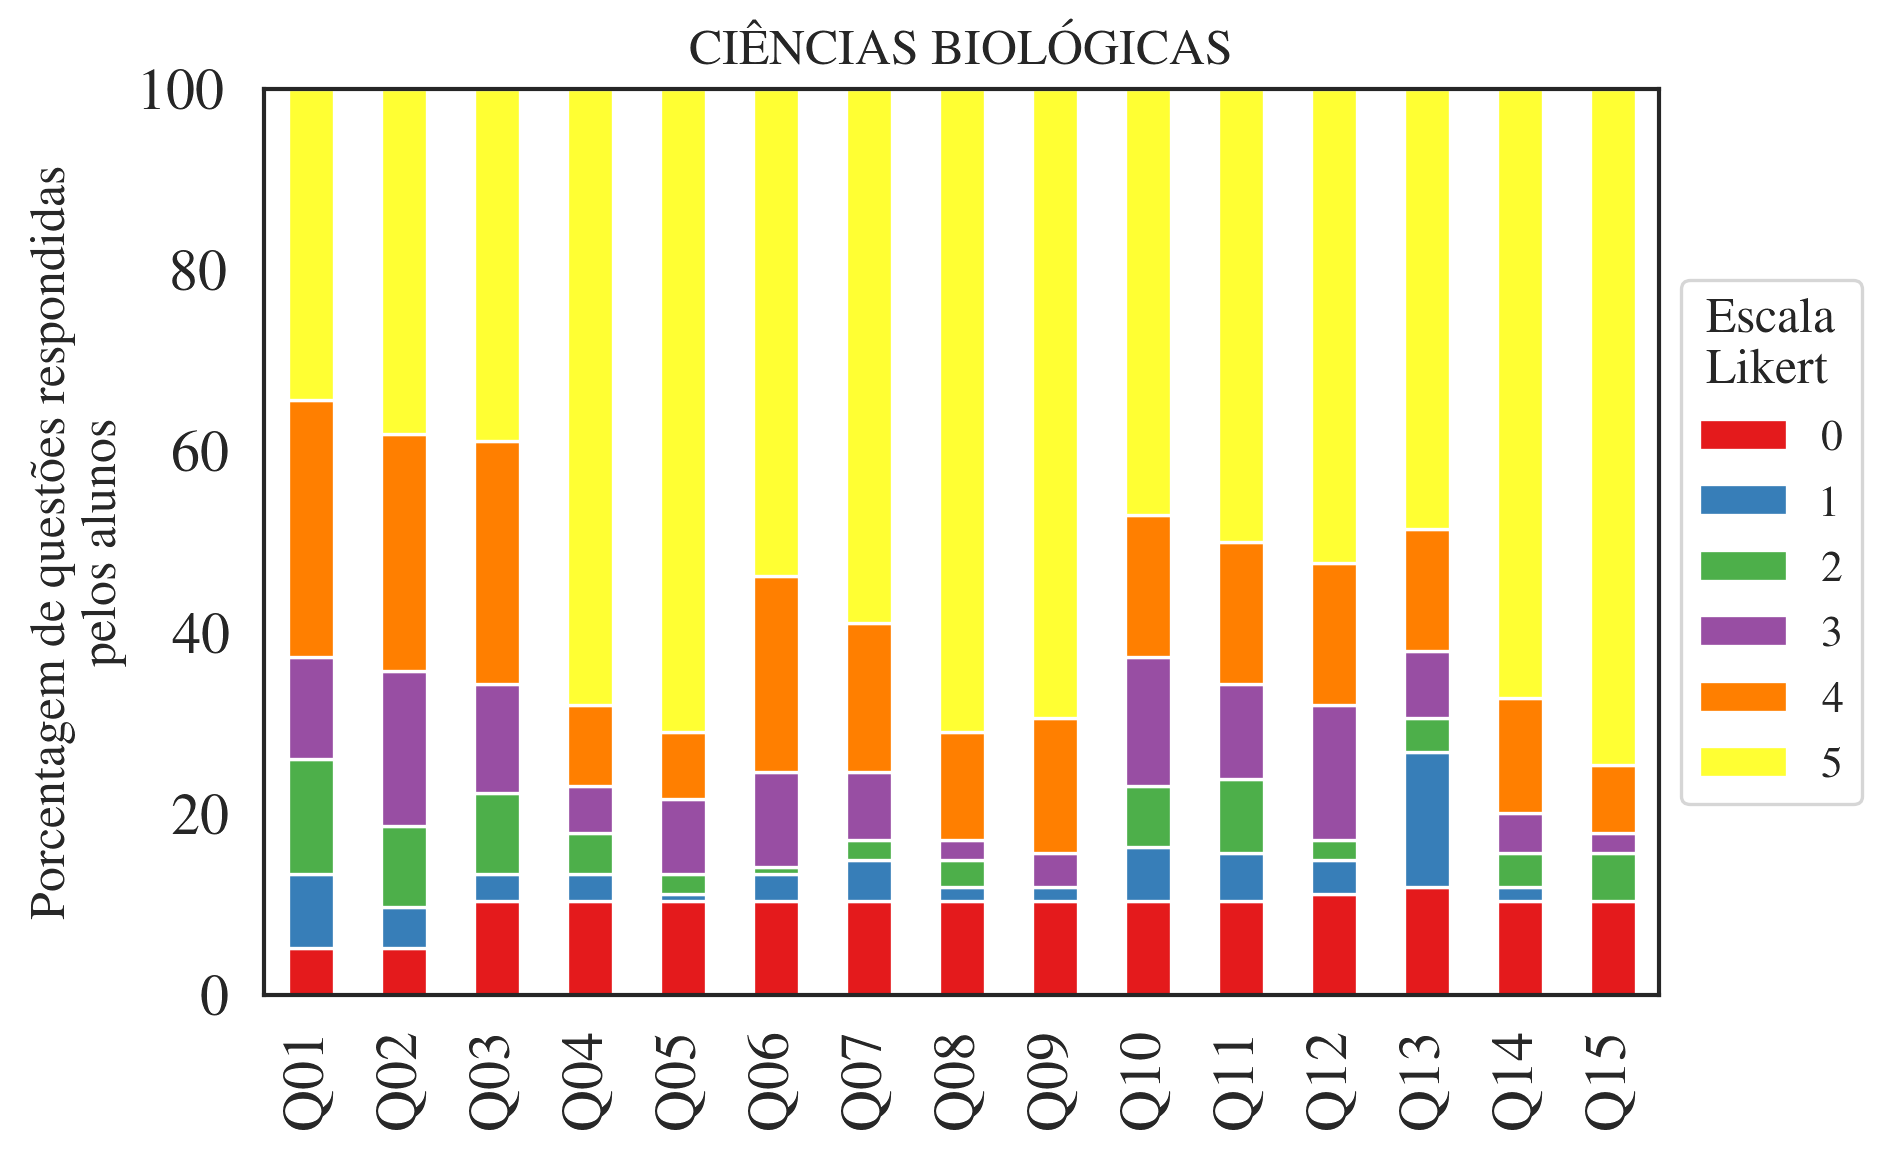 CIÊNCIAS BIOLÓGICAS
Porcentagem de questões respondidas
pelos alunos
100
80
60
40
20
0
Q01
Q02
Q03
Q04
Q05
Q06
Q07
Q08
Q09
Q10
Q11
Q12
Q13
Q14
Q15
Escala
Likert
0
1
2
3
4
5